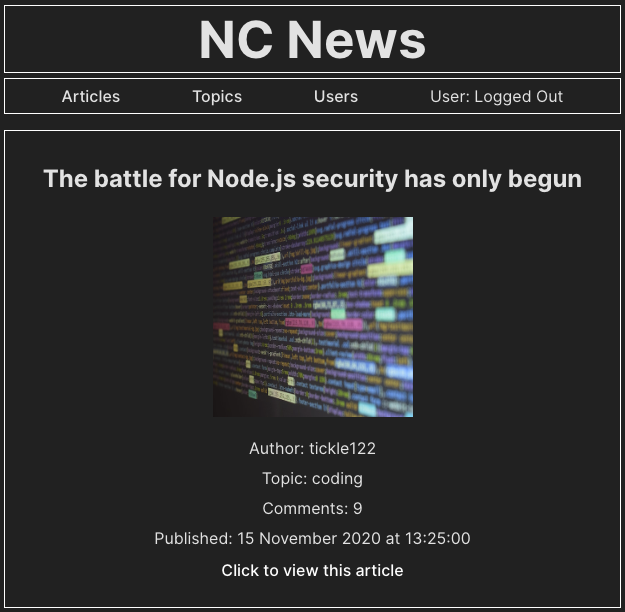 NC News
Articles Topics Users User: Logged Out
The battle for Node.js security has only begun
Author: tickle122
Topic: coding
Comments: 9
Published: 15 November 2020 at 13:25:00
Click to view this article